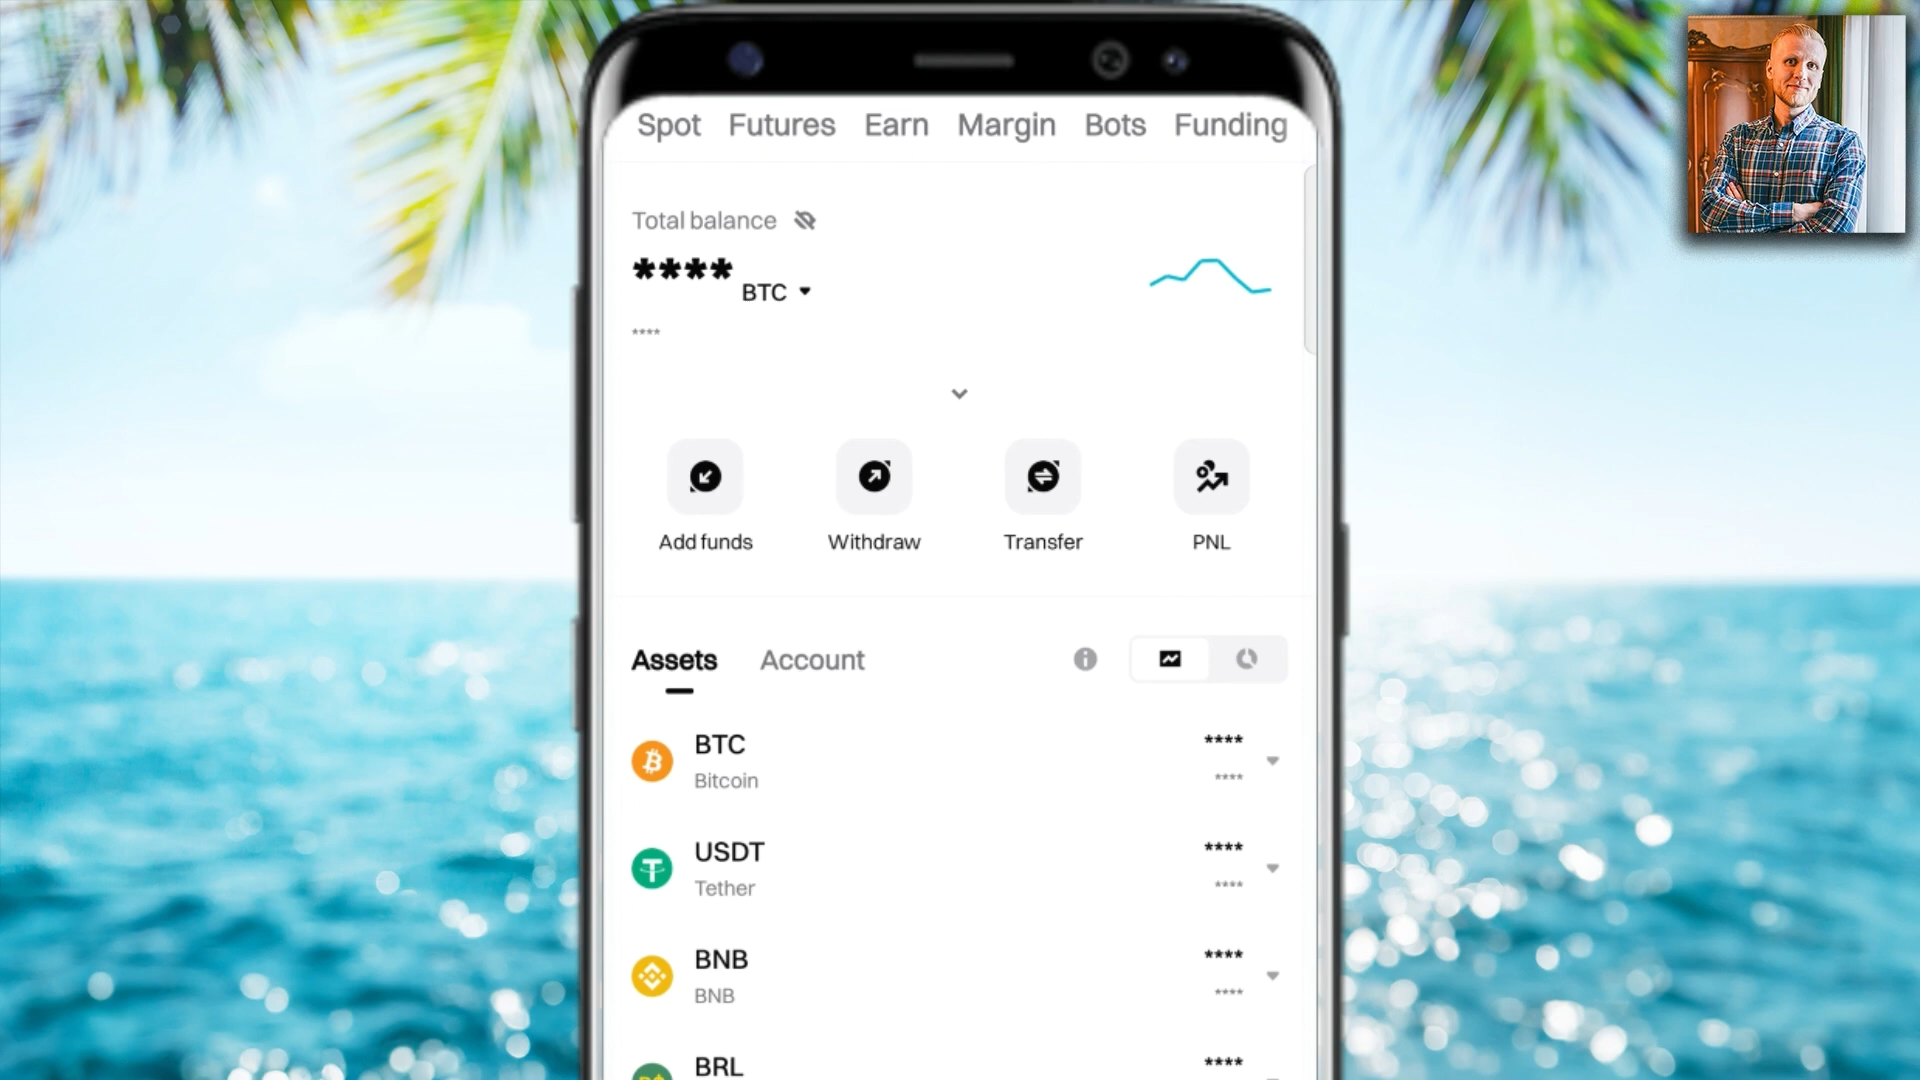 Spot Futures Earn Margin Bots Funding
Total balance
**** BTC
****
Add funds Withdraw Transfer PNL
Assets Account
BTC ****
Bitcoin ****
USDT ****
Tether ****
BNB ****
BNB ****
BRL ****